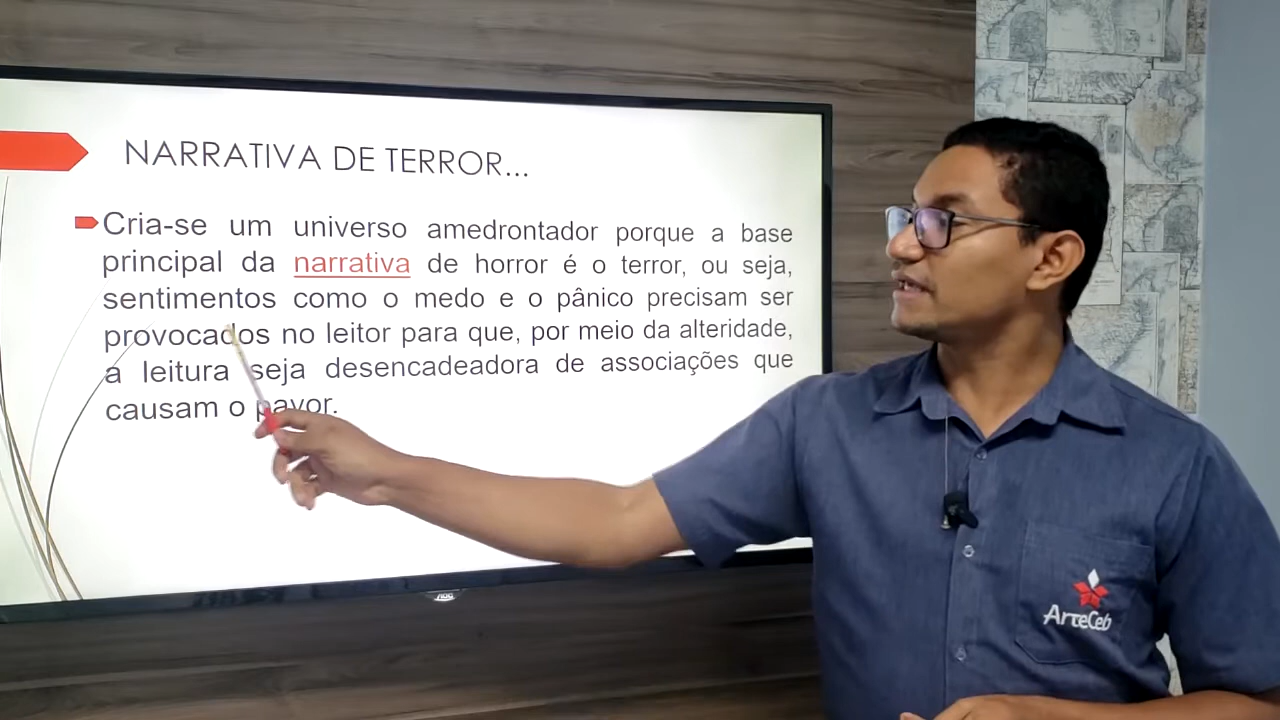 NARRATIVA DE TERROR...
Cria-se um universo amedrontador porque a base
principal da narrativa de horror é o terror, ou seja,
sentimentos como o medo e o pânico precisam ser
provocados no leitor para que, por meio da alteridade,
a leitura seja desencadeadora de associações que
causam o pavor.
AOC
ArteCeb